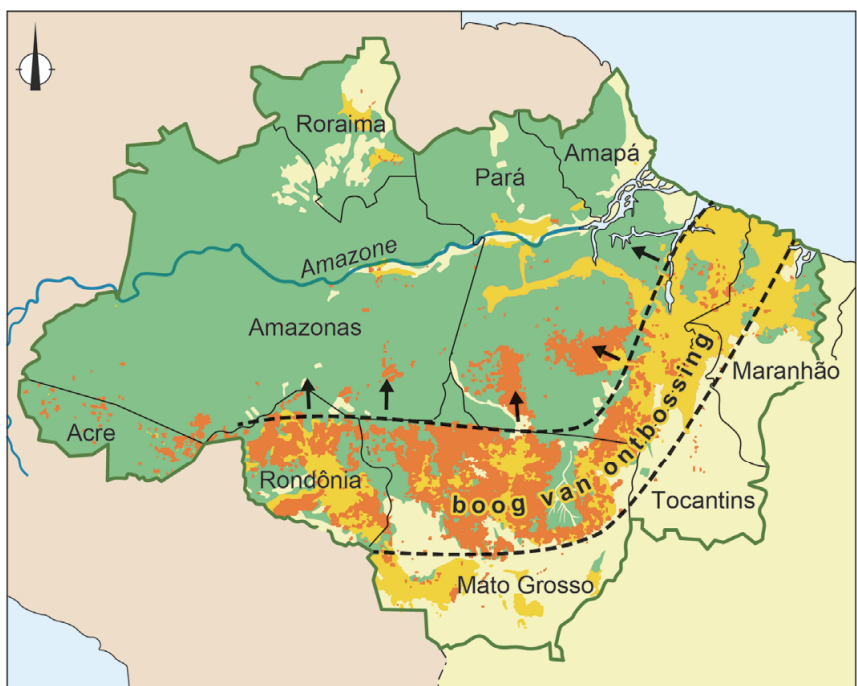 Roraima
Amapá
Pará
Amazone
Amazonas
Maranhão
Acre
Rondônia
boog van ontbossing
Tocantins
Mato Grosso